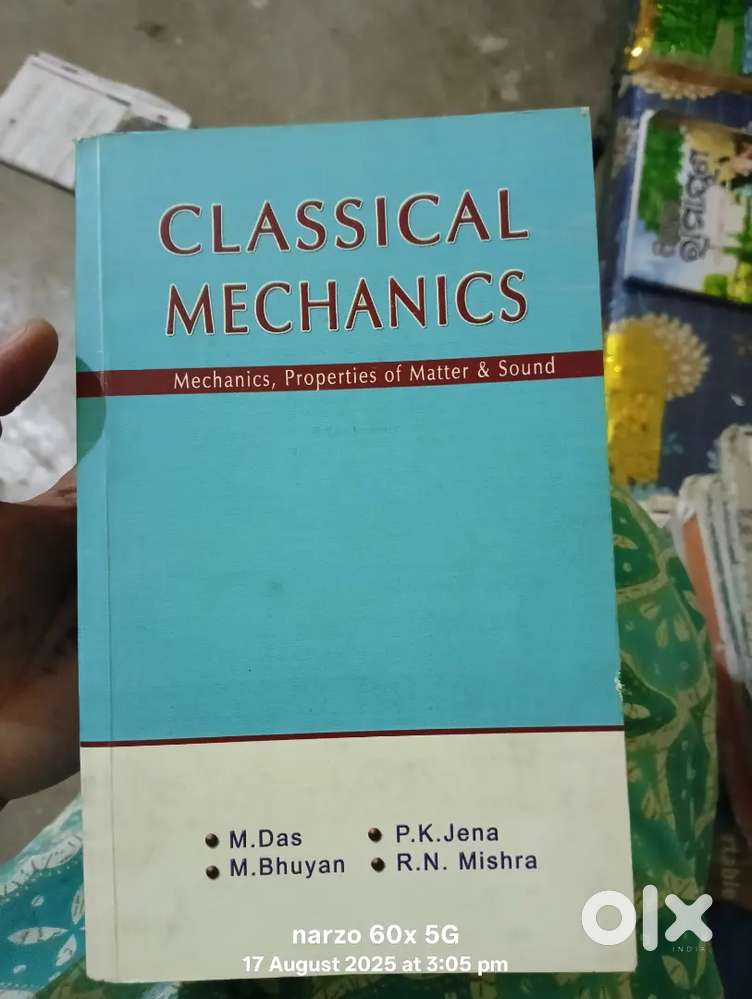 CLASSICAL
MECHANICS
Mechanics, Properties of Matter & Sound
M.Das
P.K.Jena
M.Bhuyan
R.N. Mishra
narzo 60x 5G
17 August 2025 at 3:05 pm
olx
INDIA